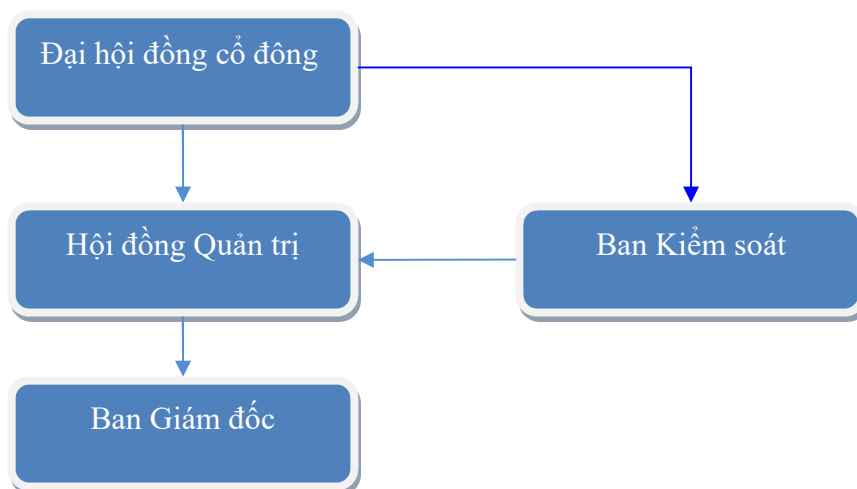 Đại hội đồng cổ đông
Hội đồng Quản trị
Ban Kiểm soát
Ban Giám đốc